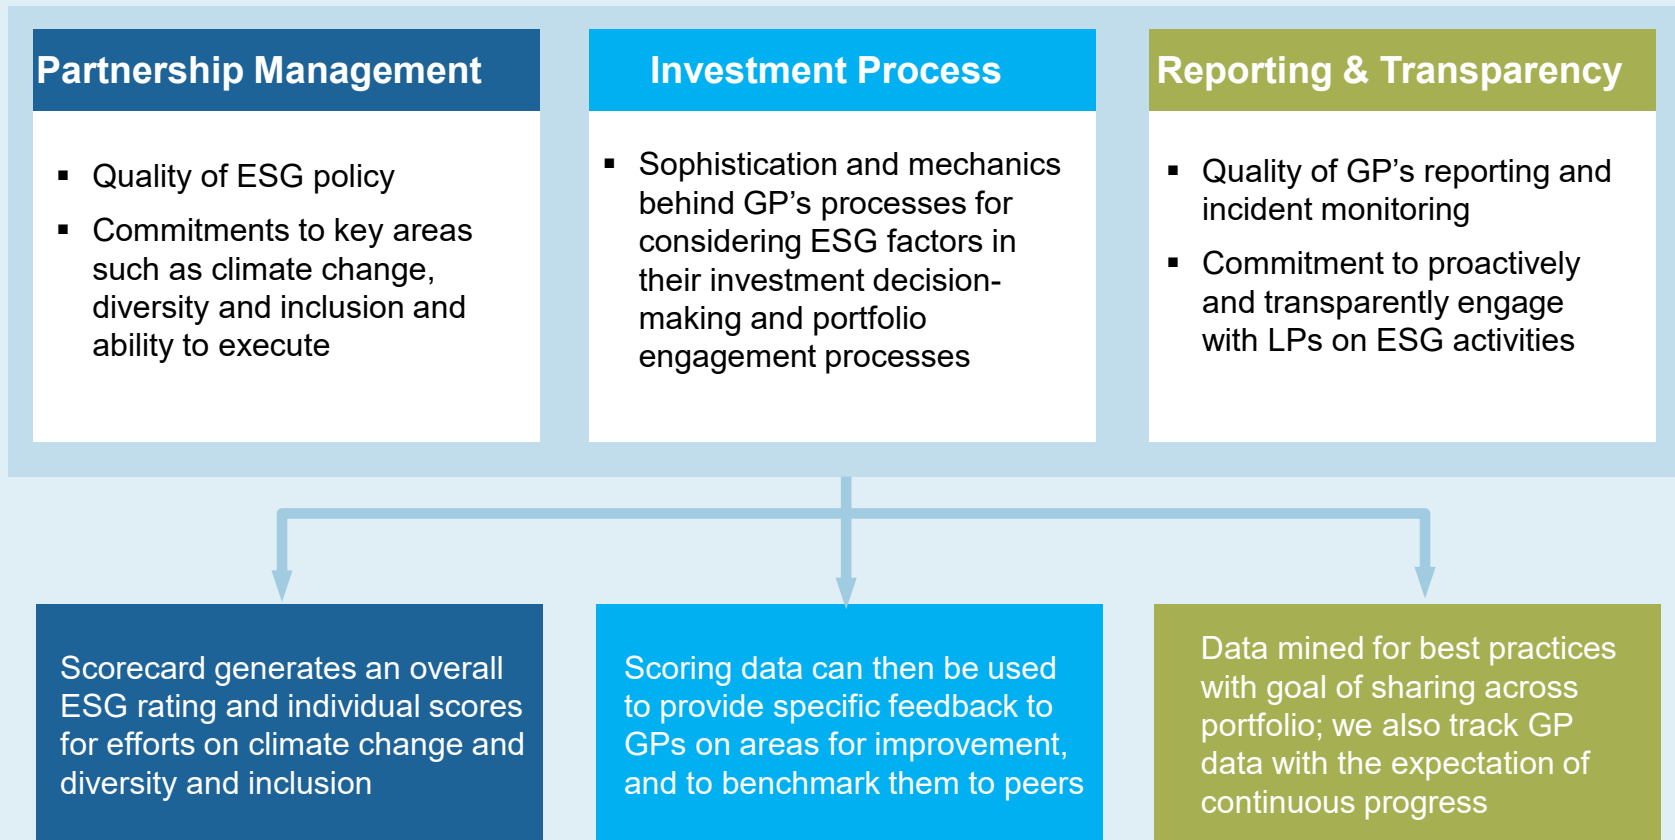 Partnership Management
▪ Quality of ESG policy
▪ Commitments to key areas
such as climate change,
diversity and inclusion and
ability to execute
Investment Process
▪ Sophistication and mechanics
behind GP’s processes for
considering ESG factors in
their investment decision-
making and portfolio
engagement processes
Reporting & Transparency
▪ Quality of GP’s reporting and
incident monitoring
▪ Commitment to proactively
and transparently engage
with LPs on ESG activities
Scorecard generates an overall
ESG rating and individual scores
for efforts on climate change and
diversity and inclusion
Scoring data can then be used
to provide specific feedback to
GPs on areas for improvement,
and to benchmark them to peers
Data mined for best practices
with goal of sharing across
portfolio; we also track GP
data with the expectation of
continuous progress